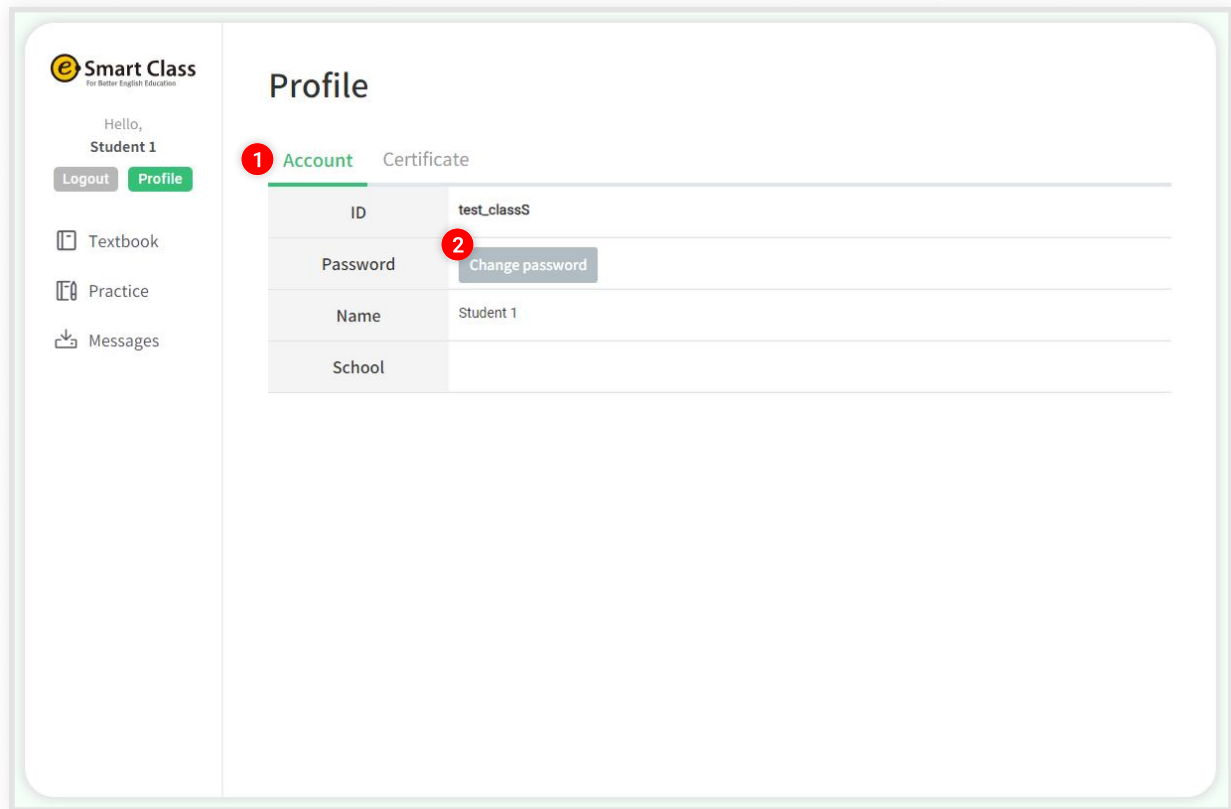 e Smart Class
For Better English Education
Hello,
Student 1
Logout Profile
Textbook
Practice
Messages
Profile
1 Account Certificate
ID test_classS
2
Password Change password
Name Student 1
School